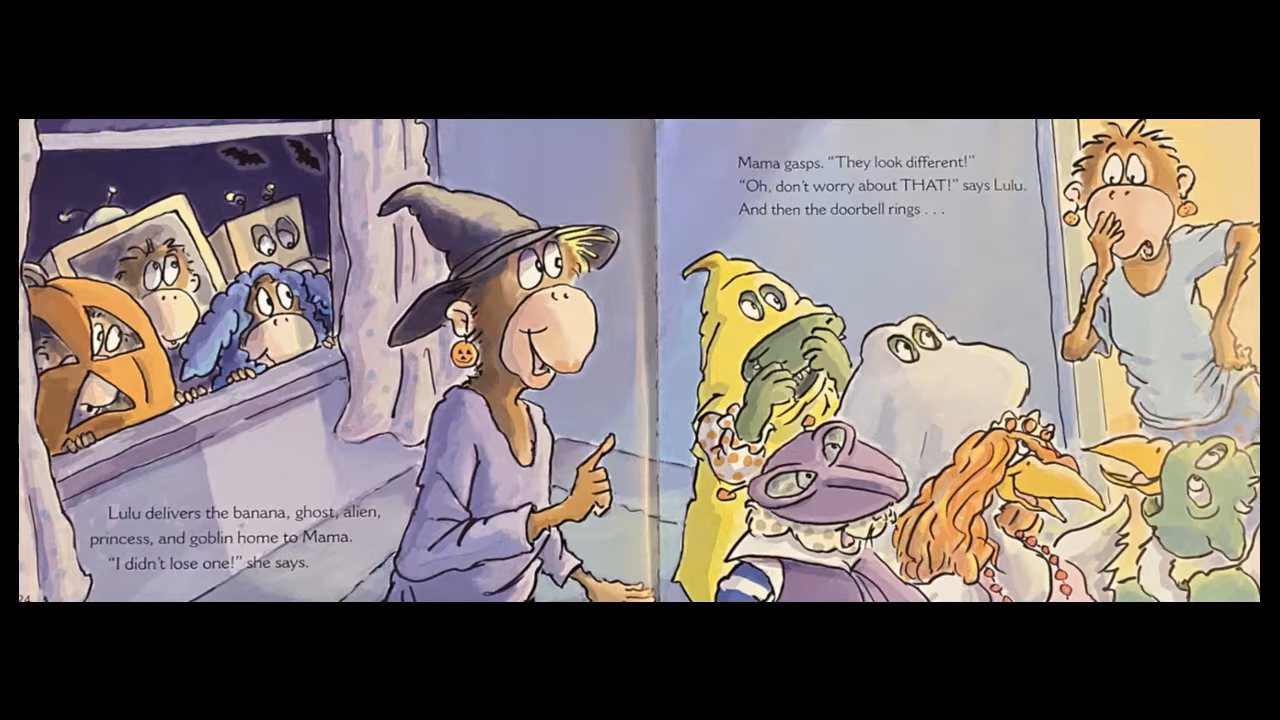 Lulu delivers the banana, ghost, alien,
princess, and goblin home to Mama.
“I didn’t lose one!” she says.
24
Mama gasps. “They look different!”
“Oh, don’t worry about THAT!” says Lulu.
And then the doorbell rings . . .